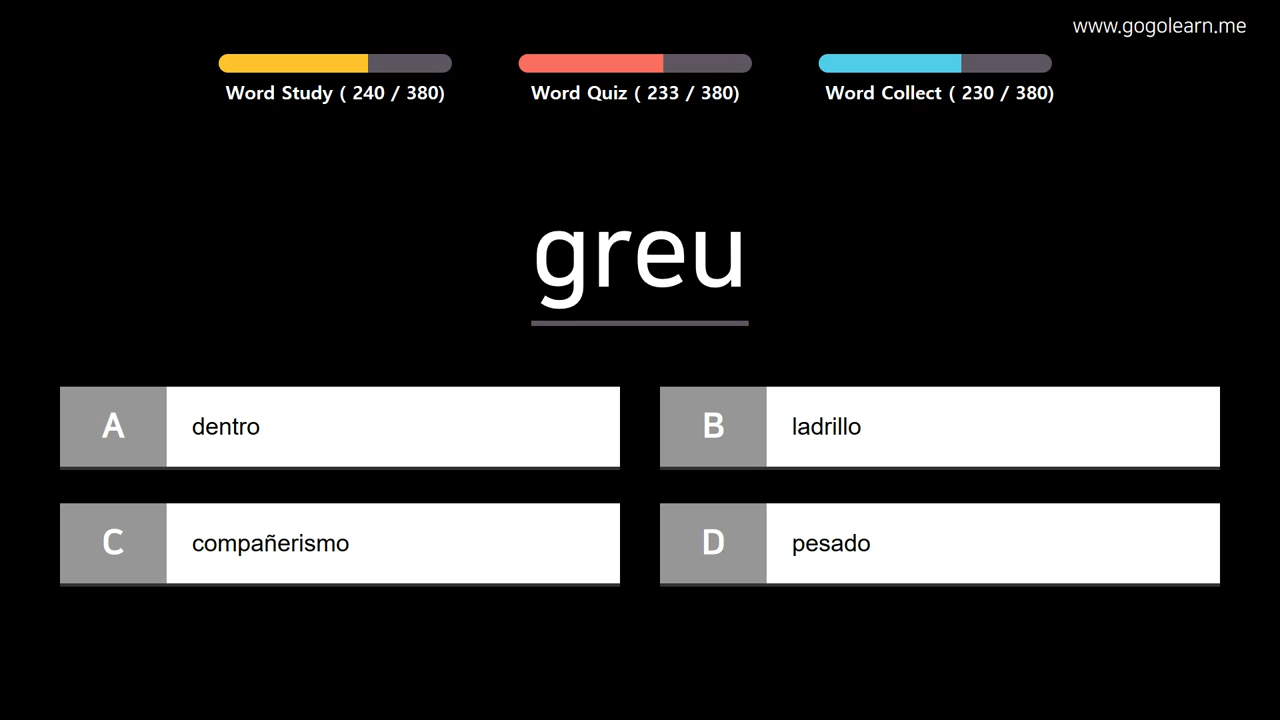 www.gogolearn.me
Word Study ( 240 / 380)
Word Quiz ( 233 / 380)
Word Collect ( 230 / 380)
greu
A dentro
B ladrillo
C compañerismo
D pesado